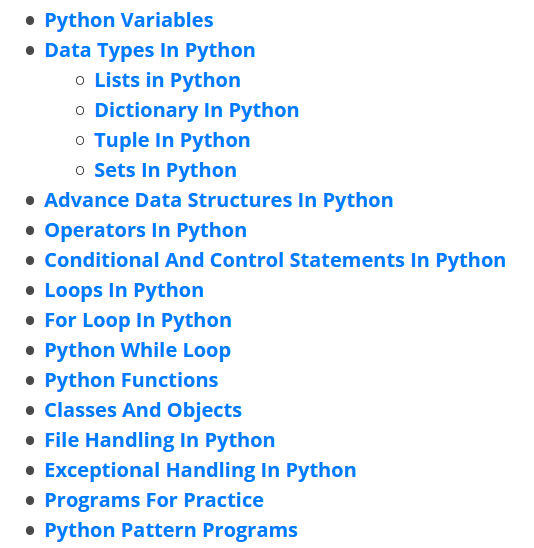 Python Variables
Data Types In Python
Lists in Python
Dictionary In Python
Tuple In Python
Sets In Python
Advance Data Structures In Python
Operators In Python
Conditional And Control Statements In Python
Loops In Python
For Loop In Python
Python While Loop
Python Functions
Classes And Objects
File Handling In Python
Exceptional Handling In Python
Programs For Practice
Python Pattern Programs